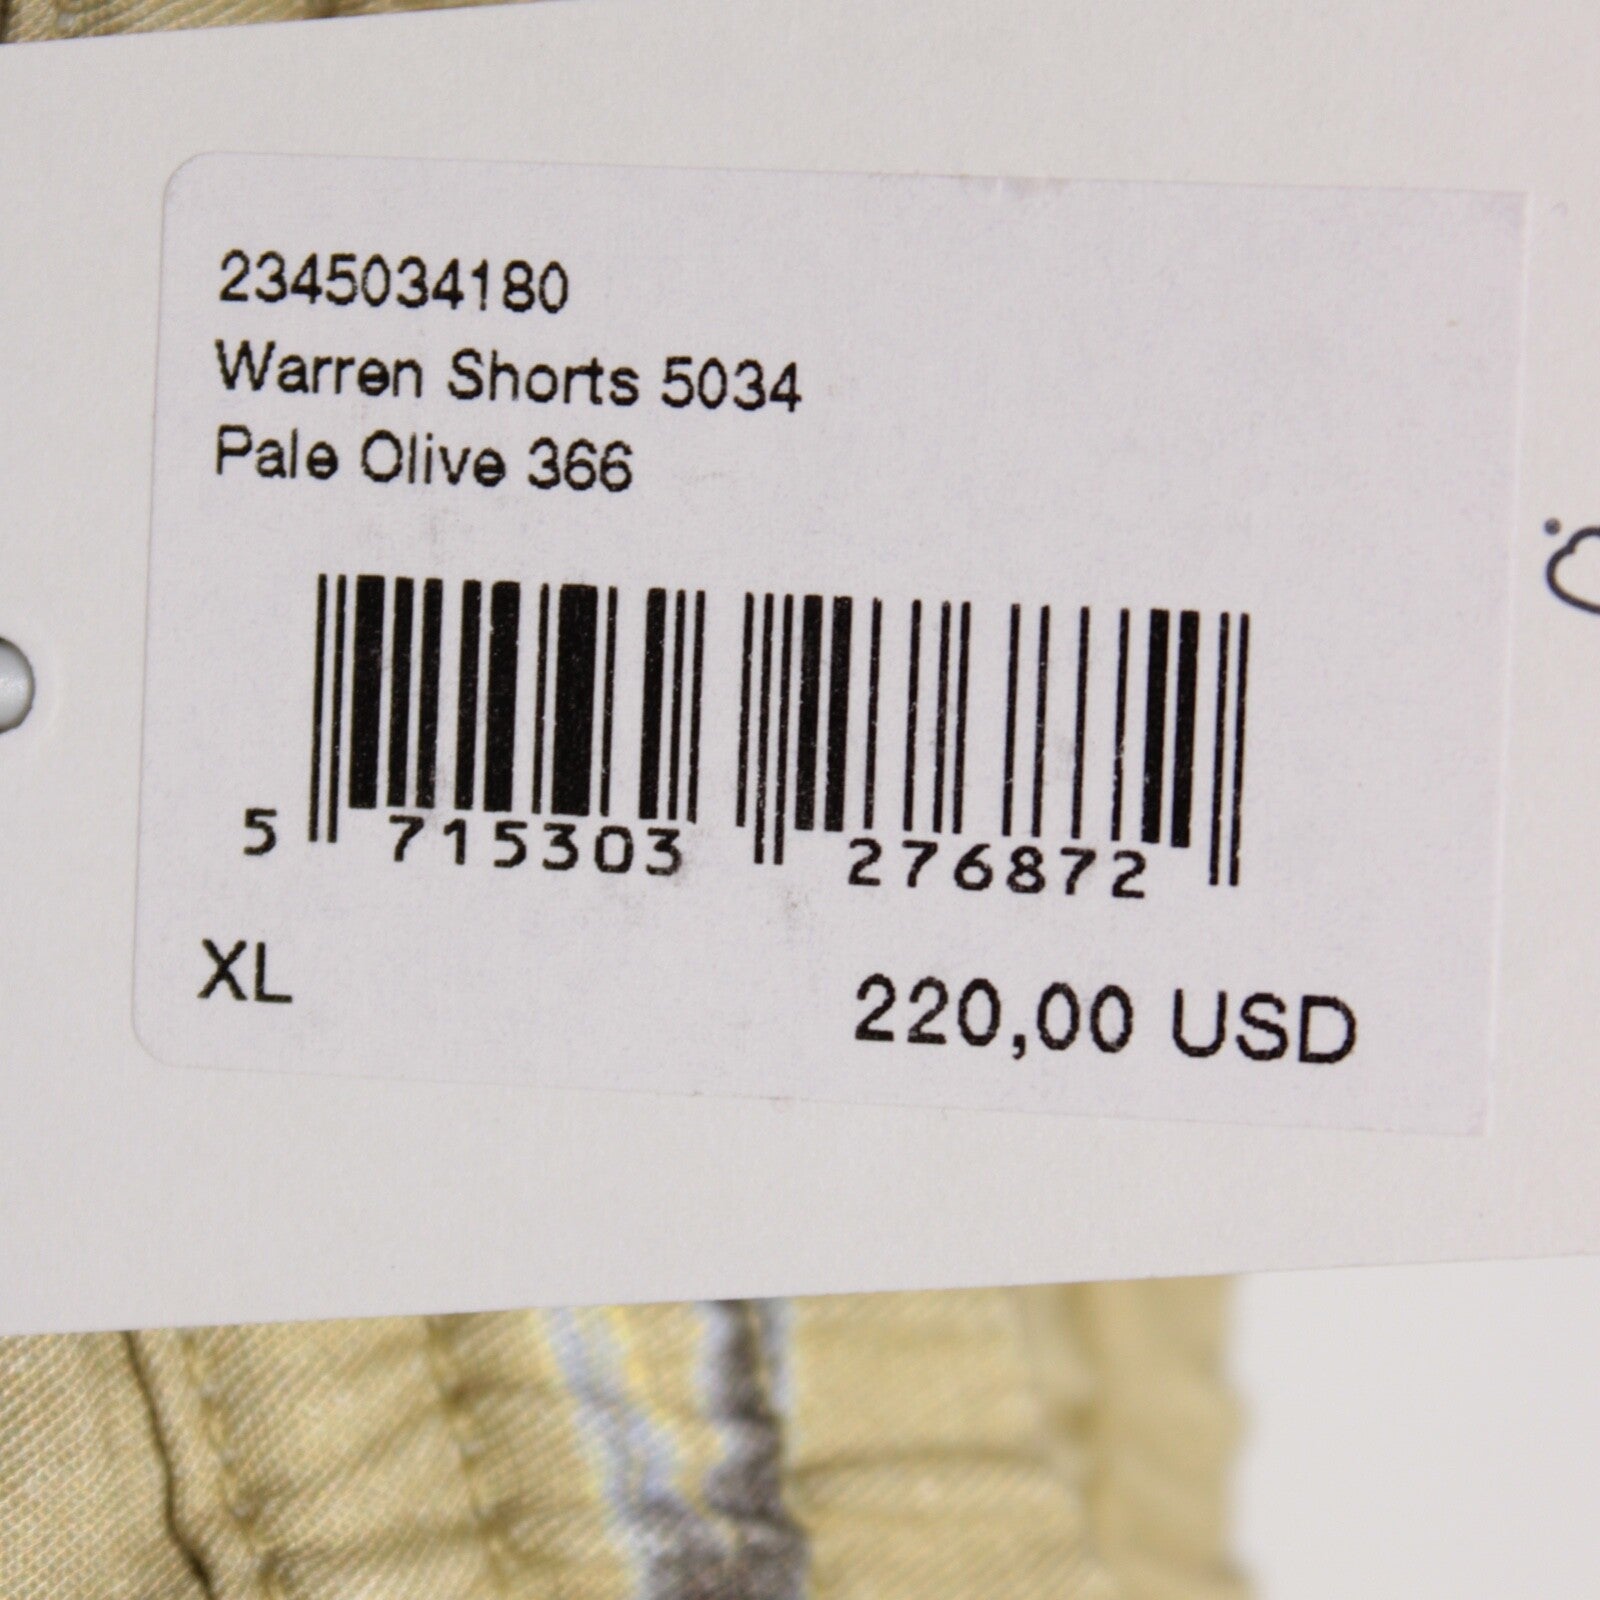 2345034180
Warren Shorts 5034
Pale Olive 366
5 715303 276872
XL
220,00 USD